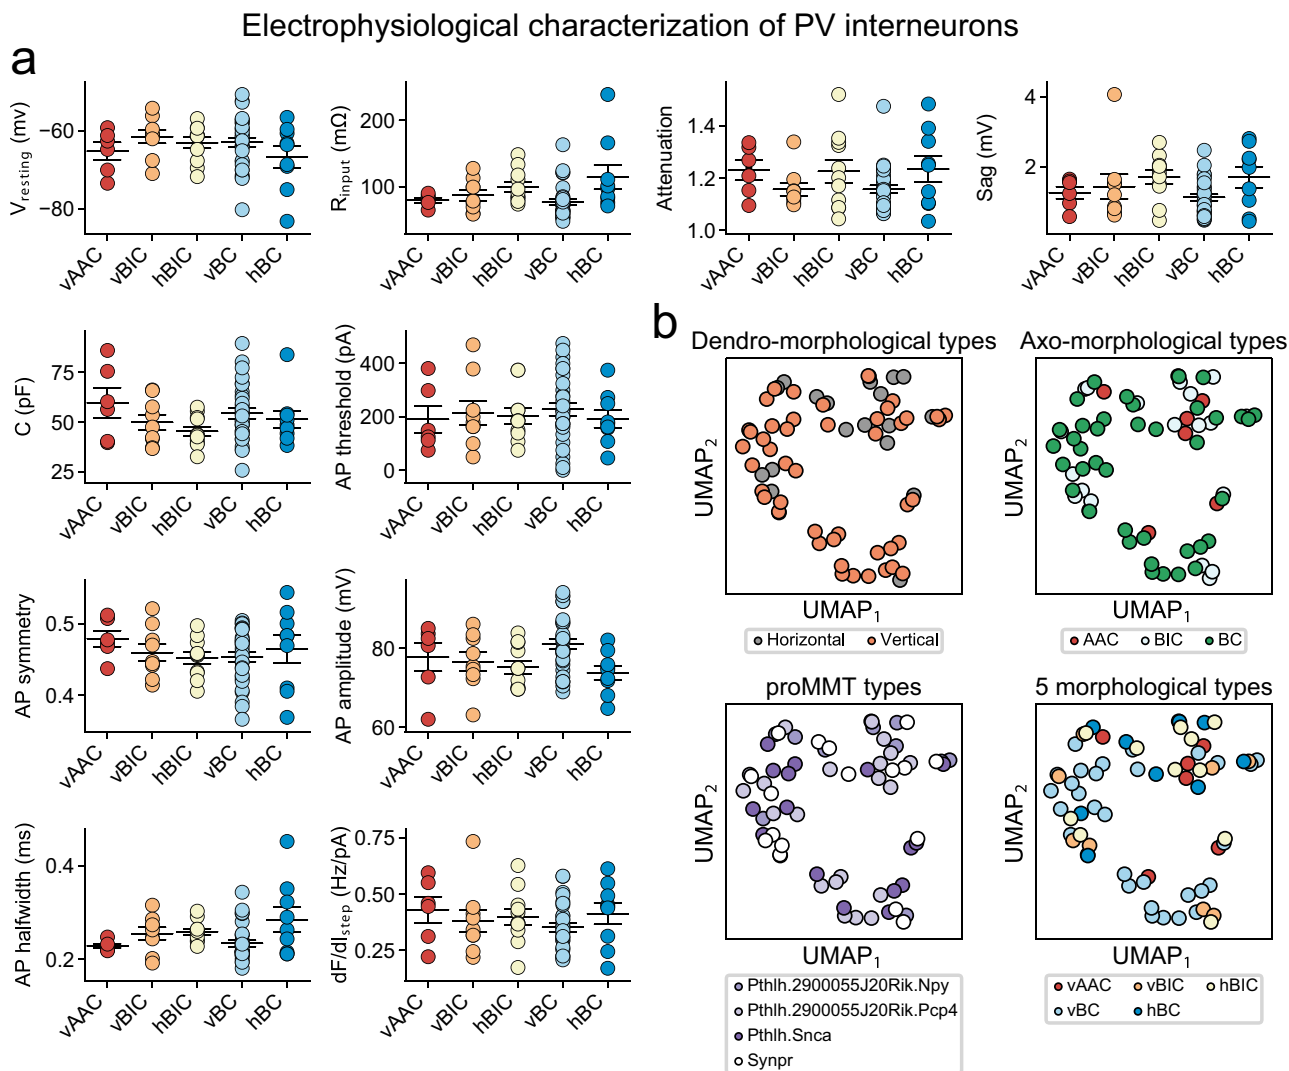 Electrophysiological characterization of PV interneurons
a
V_resting (mv)
−60
−80
vAAC
vBIC
hBIC
vBC
hBC
R_input (mΩ)
200
100
vAAC
vBIC
hBIC
vBC
hBC
Attenuation
1.4
1.2
1.0
vAAC
vBIC
hBIC
vBC
hBC
Sag (mV)
4
2
vAAC
vBIC
hBIC
vBC
hBC
C (pF)
75
50
25
vAAC
vBIC
hBIC
vBC
hBC
AP threshold (pA)
400
200
0
vAAC
vBIC
hBIC
vBC
hBC
AP symmetry
0.5
0.4
vAAC
vBIC
hBIC
vBC
hBC
AP amplitude (mV)
80
60
vAAC
vBIC
hBIC
vBC
hBC
AP halfwidth (ms)
0.4
0.2
vAAC
vBIC
hBIC
vBC
hBC
dF/dI_step (Hz/pA)
0.75
0.50
0.25
vAAC
vBIC
hBIC
vBC
hBC
b
Dendro-morphological types
UMAP₂
UMAP₁
Horizontal Vertical
Axo-morphological types
UMAP₂
UMAP₁
AAC BIC BC
proMMT types
UMAP₂
UMAP₁
Pthlh.2900055J20Rik.Npy
Pthlh.2900055J20Rik.Pcp4
Pthlh.Snca
Synpr
5 morphological types
UMAP₂
UMAP₁
vAAC vBIC hBIC
vBC hBC